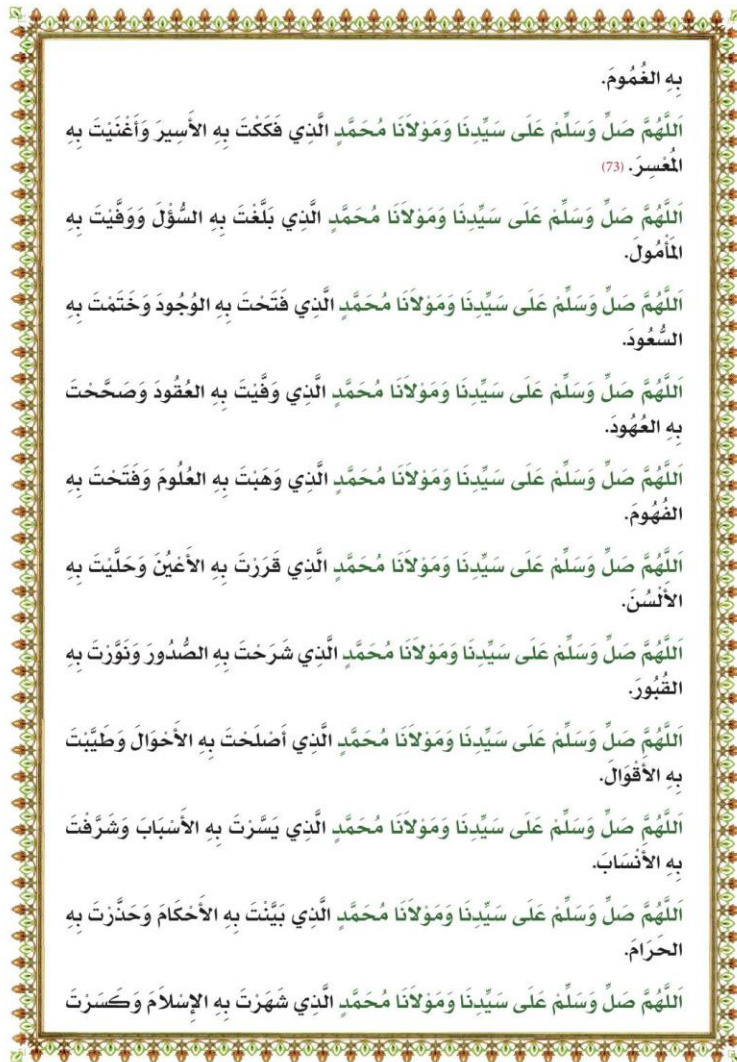 بِهِ الغُمُومَ.
اَللَّهُمَّ صَلِّ وَسَلِّمْ عَلَى سَيِّدِنَا وَمَوْلاَنَا مُحَمَّدٍ الَّذِي فَكَكْتَ بِهِ الأَسِيرَ وَأَغْنَيْتَ بِهِ
المُعْسِرَ. (73)
اَللَّهُمَّ صَلِّ وَسَلِّمْ عَلَى سَيِّدِنَا وَمَوْلاَنَا مُحَمَّدٍ الَّذِي بَلَّغْتَ بِهِ السُّؤْلَ وَوَفَّيْتَ بِهِ
المَأْمُولَ.
اَللَّهُمَّ صَلِّ وَسَلِّمْ عَلَى سَيِّدِنَا وَمَوْلاَنَا مُحَمَّدٍ الَّذِي فَتَحْتَ بِهِ الوُجُودَ وَخَتَمْتَ بِهِ
السُّعُودَ.
اَللَّهُمَّ صَلِّ وَسَلِّمْ عَلَى سَيِّدِنَا وَمَوْلاَنَا مُحَمَّدٍ الَّذِي وَفَّيْتَ بِهِ العُقُودَ وَصَحَّحْتَ
بِهِ العُهُودَ.
اَللَّهُمَّ صَلِّ وَسَلِّمْ عَلَى سَيِّدِنَا وَمَوْلاَنَا مُحَمَّدٍ الَّذِي وَهَبْتَ بِهِ العُلُومَ وَفَتَحْتَ بِهِ
الفُهُومَ.
اَللَّهُمَّ صَلِّ وَسَلِّمْ عَلَى سَيِّدِنَا وَمَوْلاَنَا مُحَمَّدٍ الَّذِي قَرَرْتَ بِهِ الأَعْيُنَ وَحَلَّيْتَ بِهِ
الأَلْسُنَ.
اَللَّهُمَّ صَلِّ وَسَلِّمْ عَلَى سَيِّدِنَا وَمَوْلاَنَا مُحَمَّدٍ الَّذِي شَرَحْتَ بِهِ الصُّدُورَ وَنَوَّرْتَ بِهِ
القُبُورَ.
اَللَّهُمَّ صَلِّ وَسَلِّمْ عَلَى سَيِّدِنَا وَمَوْلاَنَا مُحَمَّدٍ الَّذِي أَصْلَحْتَ بِهِ الأَحْوَالَ وَطَيَّبْتَ
بِهِ الأَقْوَالَ.
اَللَّهُمَّ صَلِّ وَسَلِّمْ عَلَى سَيِّدِنَا وَمَوْلاَنَا مُحَمَّدٍ الَّذِي يَسَّرْتَ بِهِ الأَسْبَابَ وَشَرَّفْتَ
بِهِ الأَنْسَابَ.
اَللَّهُمَّ صَلِّ وَسَلِّمْ عَلَى سَيِّدِنَا وَمَوْلاَنَا مُحَمَّدٍ الَّذِي بَيَّنْتَ بِهِ الأَحْكَامَ وَحَذَّرْتَ بِهِ
الحَرَامَ.
اَللَّهُمَّ صَلِّ وَسَلِّمْ عَلَى سَيِّدِنَا وَمَوْلاَنَا مُحَمَّدٍ الَّذِي شَهَرْتَ بِهِ الإِسْلاَمَ وَكَسَرْتَ